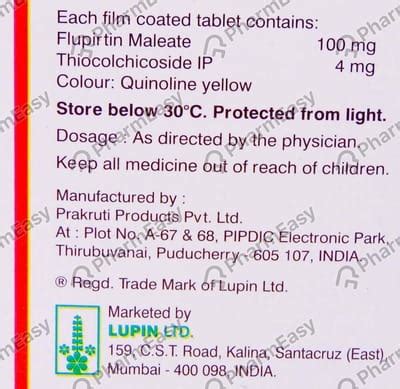 Each film coated tablet contains:
Flupirtin Maleate 100 mg
Thiocolchicoside IP 4 mg
Colour: Quinoline yellow
Store below 30°C. Protected from light.
Dosage : As directed by the physician.
Keep all medicine out of reach of children.
Manufactured by :
Prakruti Products Pvt. Ltd.
At : Plot No. A-67 & 68, PIPDIC Electronic Park,
Thirubuvanai, Puducherry - 605 107, INDIA.
® Regd. Trade Mark of Lupin Ltd.
Marketed by
LUPIN LTD.
159, C.S.T. Road, Kalina, Santacruz (East),
Mumbai - 400 098, INDIA.
PharmEasy